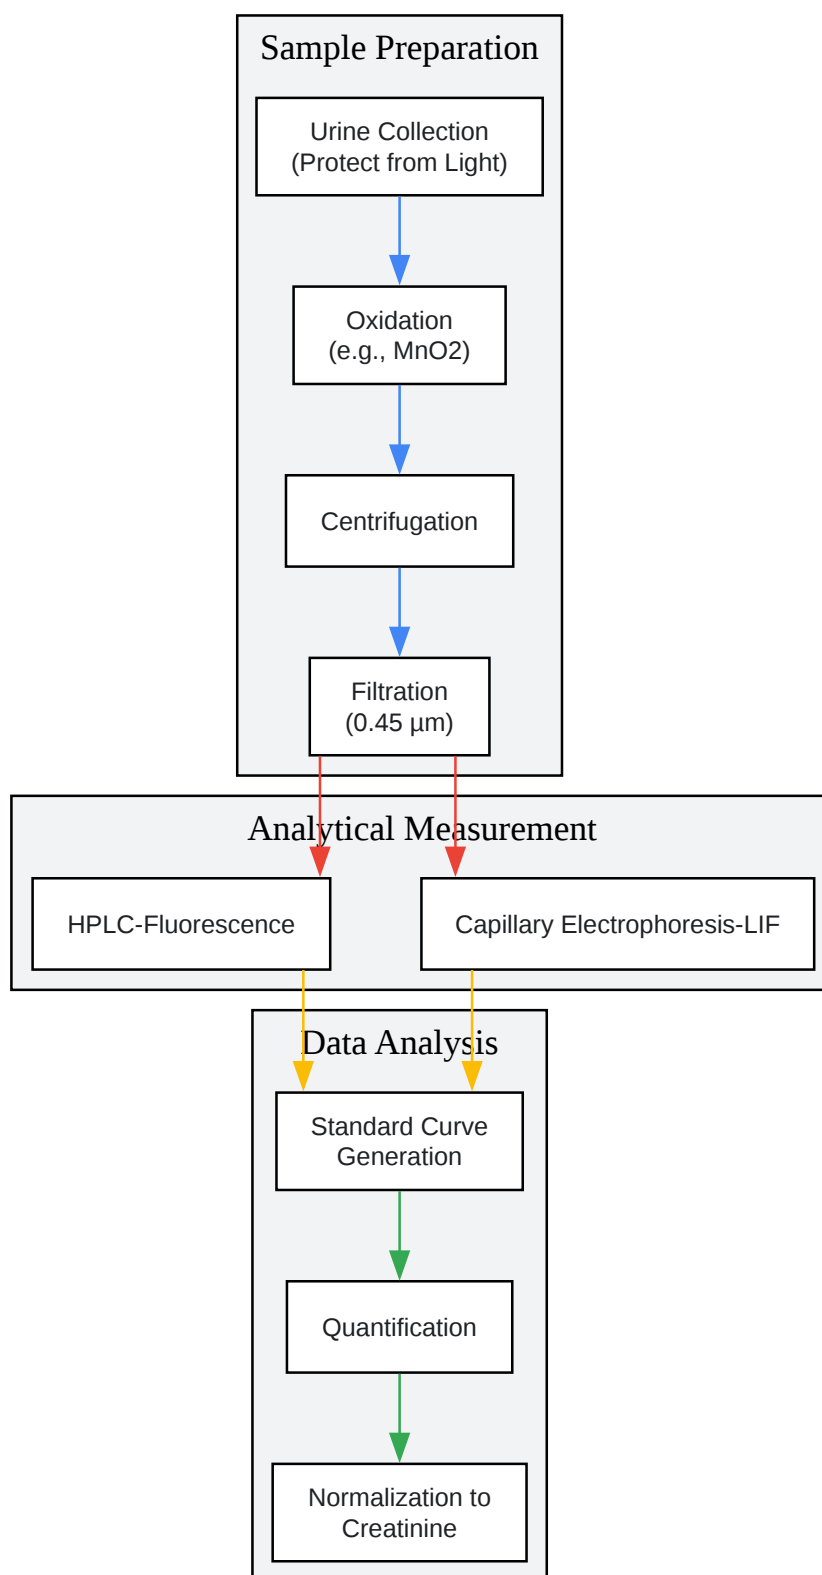 Sample Preparation
Urine Collection
(Protect from Light)
Oxidation
(e.g., MnO2)
Centrifugation
Filtration
(0.45 µm)
Analytical Measurement
HPLC-Fluorescence
Capillary Electrophoresis-LIF
Data Analysis
Standard Curve
Generation
Quantification
Normalization to
Creatinine